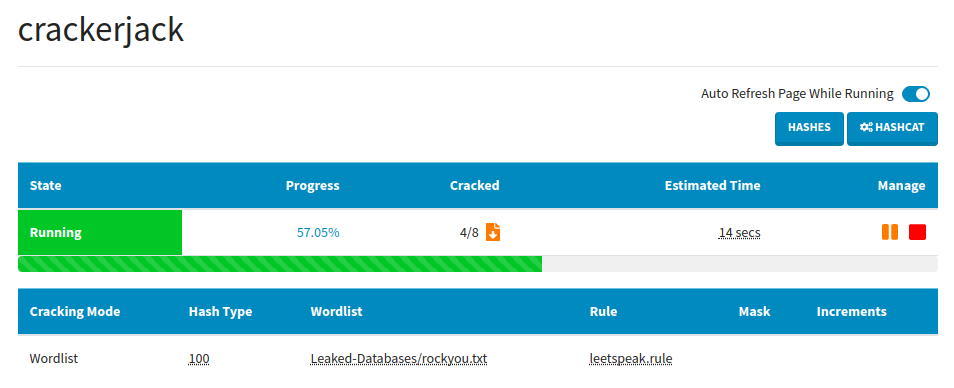 crackerjack
Auto Refresh Page While Running
HASHES HASHCAT
State Progress Cracked Estimated Time Manage
Running 57.05% 4/8 14 secs
Cracking Mode Hash Type Wordlist Rule Mask Increments
Wordlist 100 Leaked-Databases/rockyou.txt leetspeak.rule